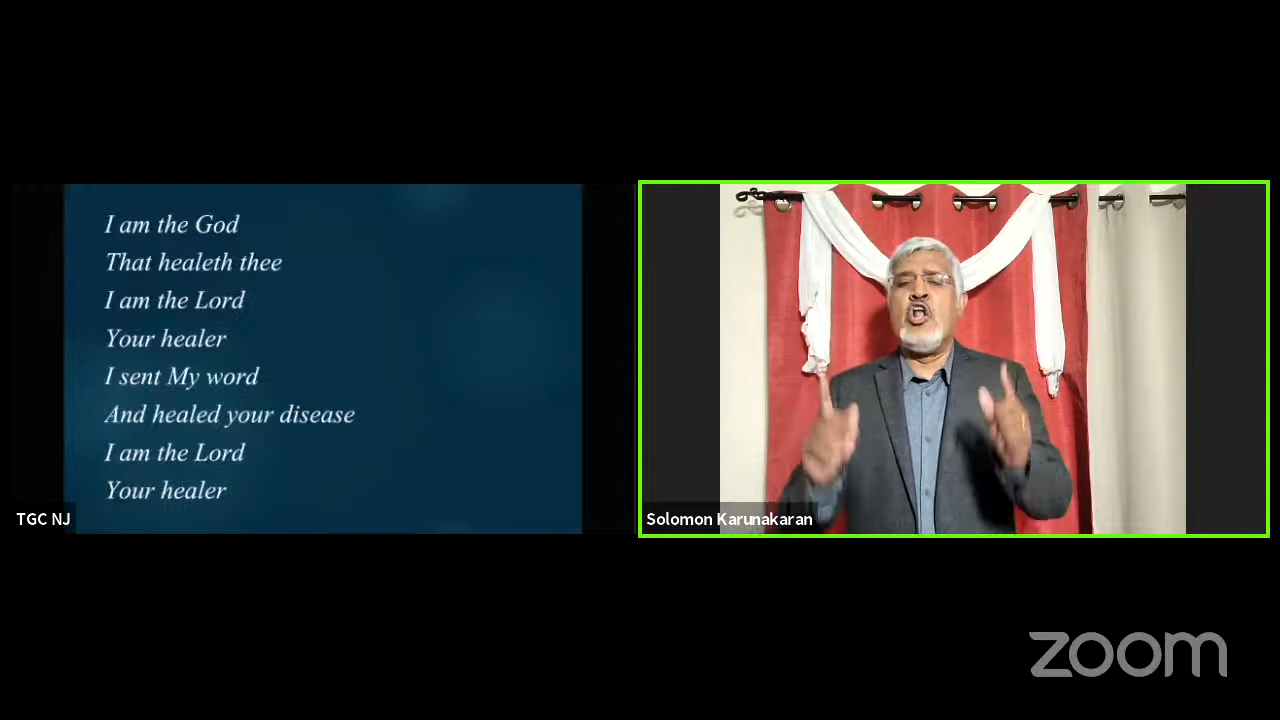 I am the God
That healeth thee
I am the Lord
Your healer
I sent My word
And healed your disease
I am the Lord
Your healer
TGC NJ
Solomon Karunakaran
zoom